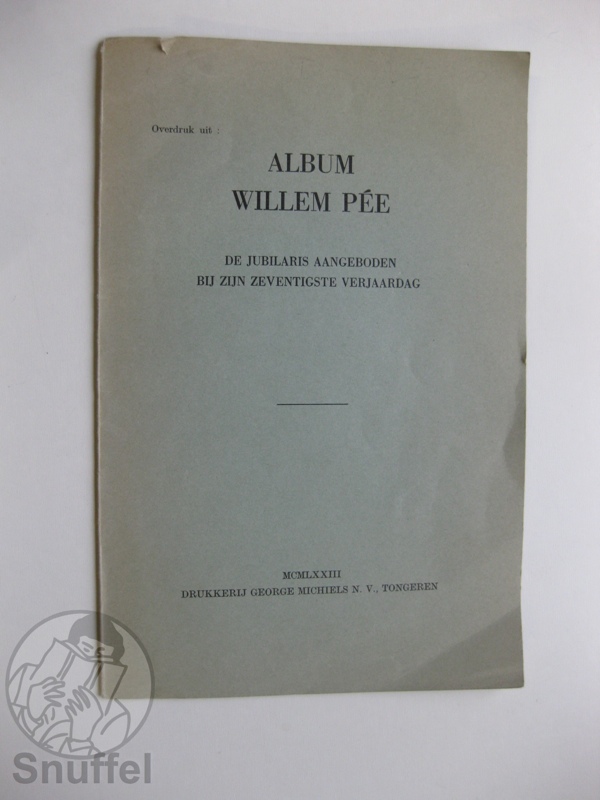 Overdruk uit :
ALBUM
WILLEM PÉE
DE JUBILARIS AANGEBODEN
BIJ ZIJN ZEVENTIGSTE VERJAARDAG
MCMLXXIII
DRUKKERIJ GEORGE MICHIELS N. V., TONGEREN
Snuffel